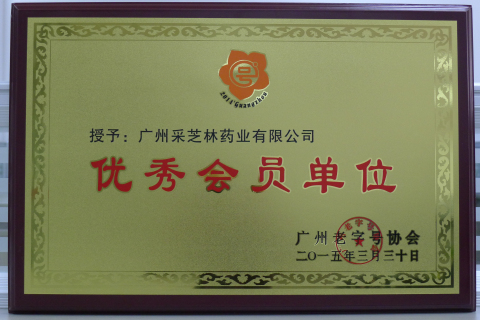 授予：广州采芝林药业有限公司
优秀会员单位
广州老字号协会
二〇一五年三月三十日